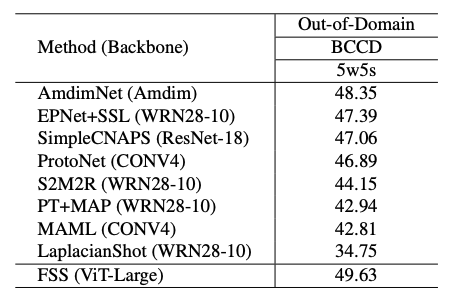 Method (Backbone)
Out-of-Domain
BCCD
5w5s
AmdimNet (Amdim) 48.35
EPNet+SSL (WRN28-10) 47.39
SimpleCNAPS (ResNet-18) 47.06
ProtoNet (CONV4) 46.89
S2M2R (WRN28-10) 44.15
PT+MAP (WRN28-10) 42.94
MAML (CONV4) 42.81
LaplacianShot (WRN28-10) 34.75
FSS (ViT-Large) 49.63